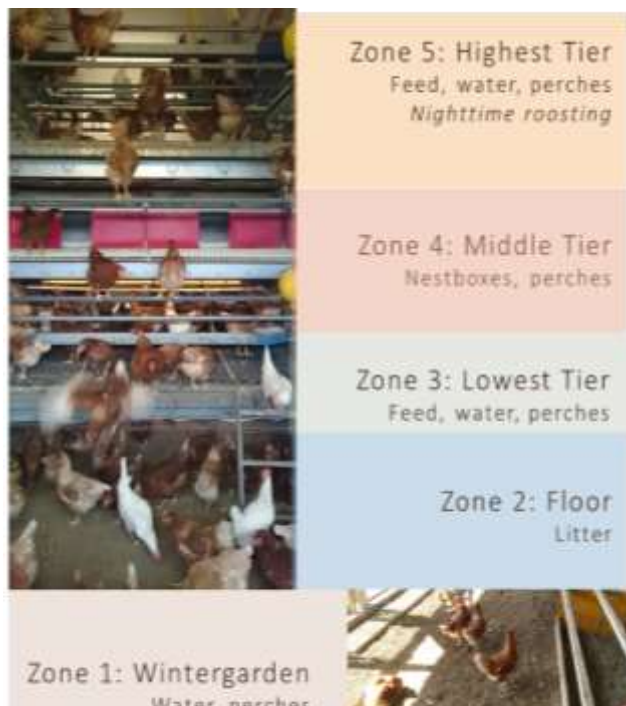 Zone 5: Highest Tier
Feed, water, perches
Nighttime roosting
Zone 4: Middle Tier
Nestboxes, perches
Zone 3: Lowest Tier
Feed, water, perches
Zone 2: Floor
Litter
Zone 1: Wintergarden
Water, perches